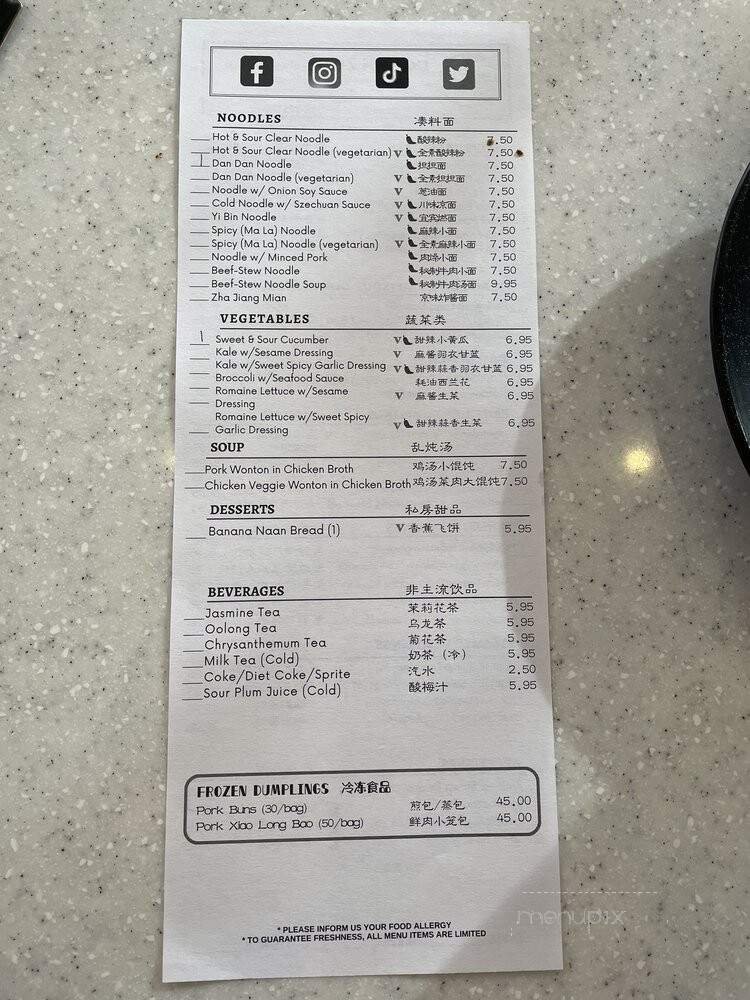 NOODLES 凑料面
Hot & Sour Clear Noodle 酸辣粉 7.50
Hot & Sour Clear Noodle (vegetarian) V 全素酸辣粉 7.50
1 Dan Dan Noodle 担担面 7.50
Dan Dan Noodle (vegetarian) V 全素担担面 7.50
Noodle w/ Onion Soy Sauce V 葱油面 7.50
Cold Noodle w/ Szechuan Sauce V 川味凉面 7.50
Yi Bin Noodle V 宜宾燃面 7.50
Spicy (Ma La) Noodle 麻辣小面 7.50
Spicy (Ma La) Noodle (vegetarian) V 全素麻辣小面 7.50
Noodle w/ Minced Pork 肉燥小面 7.50
Beef-Stew Noodle 秘制牛肉小面 7.50
Beef-Stew Noodle Soup 秘制牛肉汤面 9.95
Zha Jiang Mian 京味炸酱面 7.50
VEGETABLES 蔬菜类
1 Sweet & Sour Cucumber V 甜辣小黄瓜 6.95
Kale w/Sesame Dressing V 麻酱羽衣甘蓝 6.95
Kale w/Sweet Spicy Garlic Dressing V 甜辣蒜香羽衣甘蓝 6.95
Broccoli w/Seafood Sauce 耗油西兰花 6.95
Romaine Lettuce w/Sesame V 麻酱生菜 6.95
Dressing
Romaine Lettuce w/Sweet Spicy
Garlic Dressing V 甜辣蒜香生菜 6.95
SOUP 乱炖汤
Pork Wonton in Chicken Broth 鸡汤小馄饨 7.50
Chicken Veggie Wonton in Chicken Broth 鸡汤菜肉大馄饨 7.50
DESSERTS 私房甜品
Banana Naan Bread (1) V 香蕉飞饼 5.95
BEVERAGES 非主流饮品
Jasmine Tea 茉莉花茶 5.95
Oolong Tea 乌龙茶 5.95
Chrysanthemum Tea 菊花茶 5.95
Milk Tea (Cold) 奶茶 (冷) 5.95
Coke/Diet Coke/Sprite 汽水 2.50
Sour Plum Juice (Cold) 酸梅汁 5.95
FROZEN DUMPLINGS 冷冻食品
Pork Buns (30/bag) 煎包/蒸包 45.00
Pork Xiao Long Bao (50/bag) 鲜肉小笼包 45.00
* PLEASE INFORM US YOUR FOOD ALLERGY
* TO GUARANTEE FRESHNESS, ALL MENU ITEMS ARE LIMITED
menupix